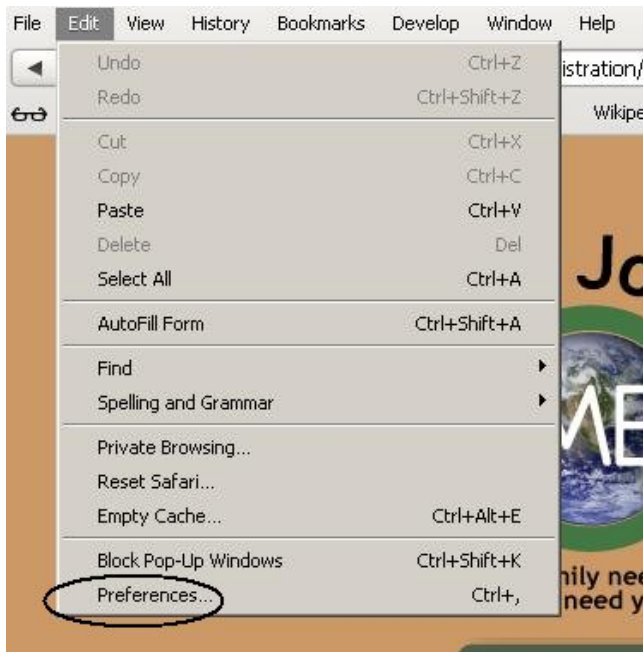 File Edit View History Bookmarks Develop Window Help
Undo Ctrl+Z
istration/
Redo Ctrl+Shift+Z
Wikipe
Cut Ctrl+X
Copy Ctrl+C
Paste Ctrl+V
Delete Del
Select All Ctrl+A
Jo
AutoFill Form Ctrl+Shift+A
Find
Spelling and Grammar
ME
Private Browsing...
Reset Safari...
Empty Cache... Ctrl+Alt+E
Block Pop-Up Windows Ctrl+Shift+K
nily nee
Preferences... Ctrl+,
need y